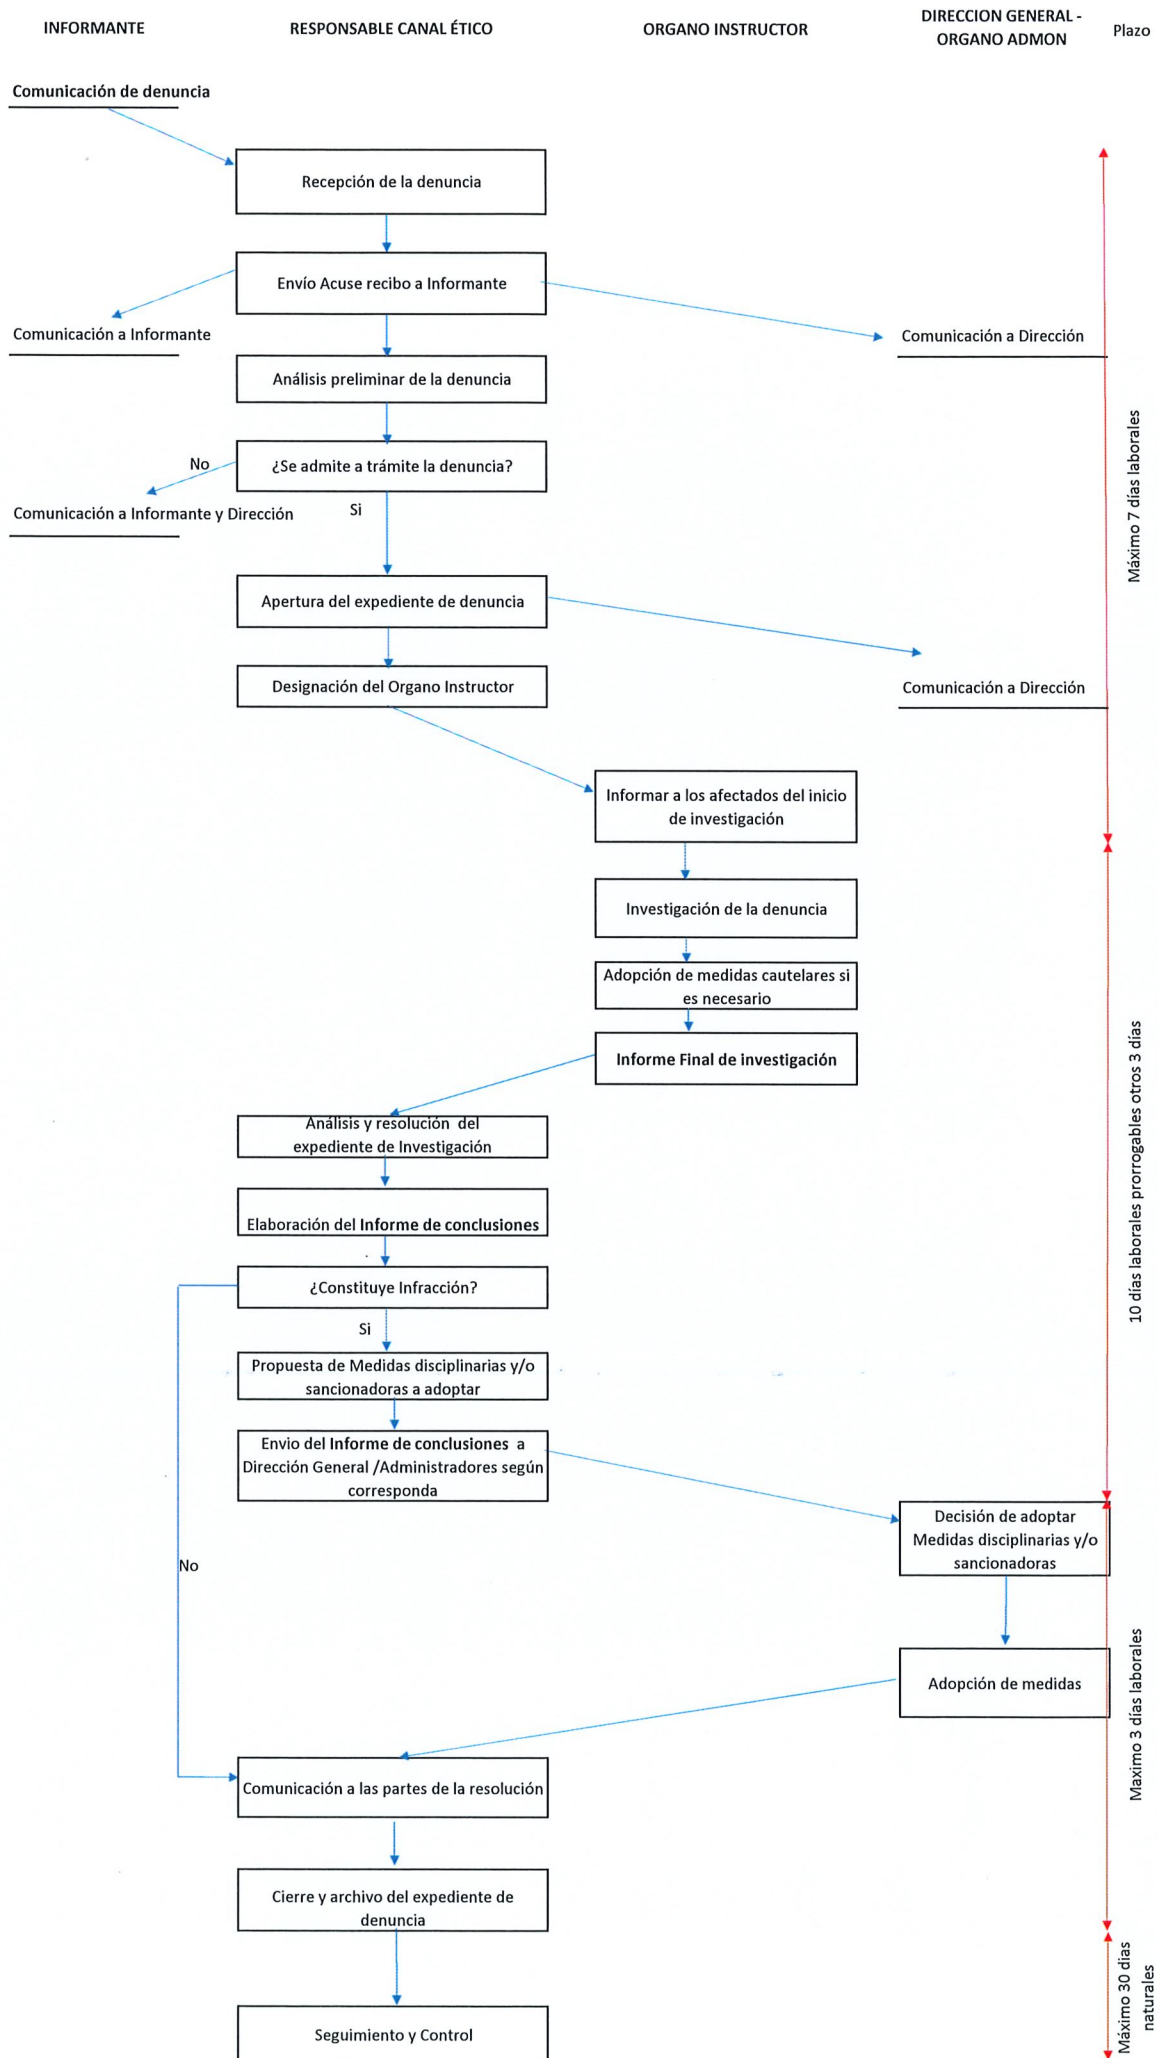 INFORMANTE
RESPONSABLE CANAL ÉTICO
ORGANO INSTRUCTOR
DIRECCION GENERAL -
ORGANO ADMON
Plazo
Comunicación de denuncia
Recepción de la denuncia
Envío Acuse recibo a Informante
Comunicación a Informante
Comunicación a Dirección
Análisis preliminar de la denuncia
¿Se admite a trámite la denuncia?
No
Comunicación a Informante y Dirección
Si
Máximo 7 días laborales
Apertura del expediente de denuncia
Designación del Organo Instructor
Comunicación a Dirección
Informar a los afectados del inicio
de investigación
Investigación de la denuncia
Adopción de medidas cautelares si
es necesario
Informe Final de investigación
Análisis y resolución del
expediente de Investigación
Elaboración del Informe de conclusiones
10 días laborales prorrogables otros 3 días
¿Constituye Infracción?
Si
Propuesta de Medidas disciplinarias y/o
sancionadoras a adoptar
Envio del Informe de conclusiones a
Dirección General /Administradores según
corresponda
Decisión de adoptar
Medidas disciplinarias y/o
sancionadoras
No
Adopción de medidas
Maximo 3 días laborales
Comunicación a las partes de la resolución
Cierre y archivo del expediente de
denuncia
Máximo 30 dias
naturales
Seguimiento y Control